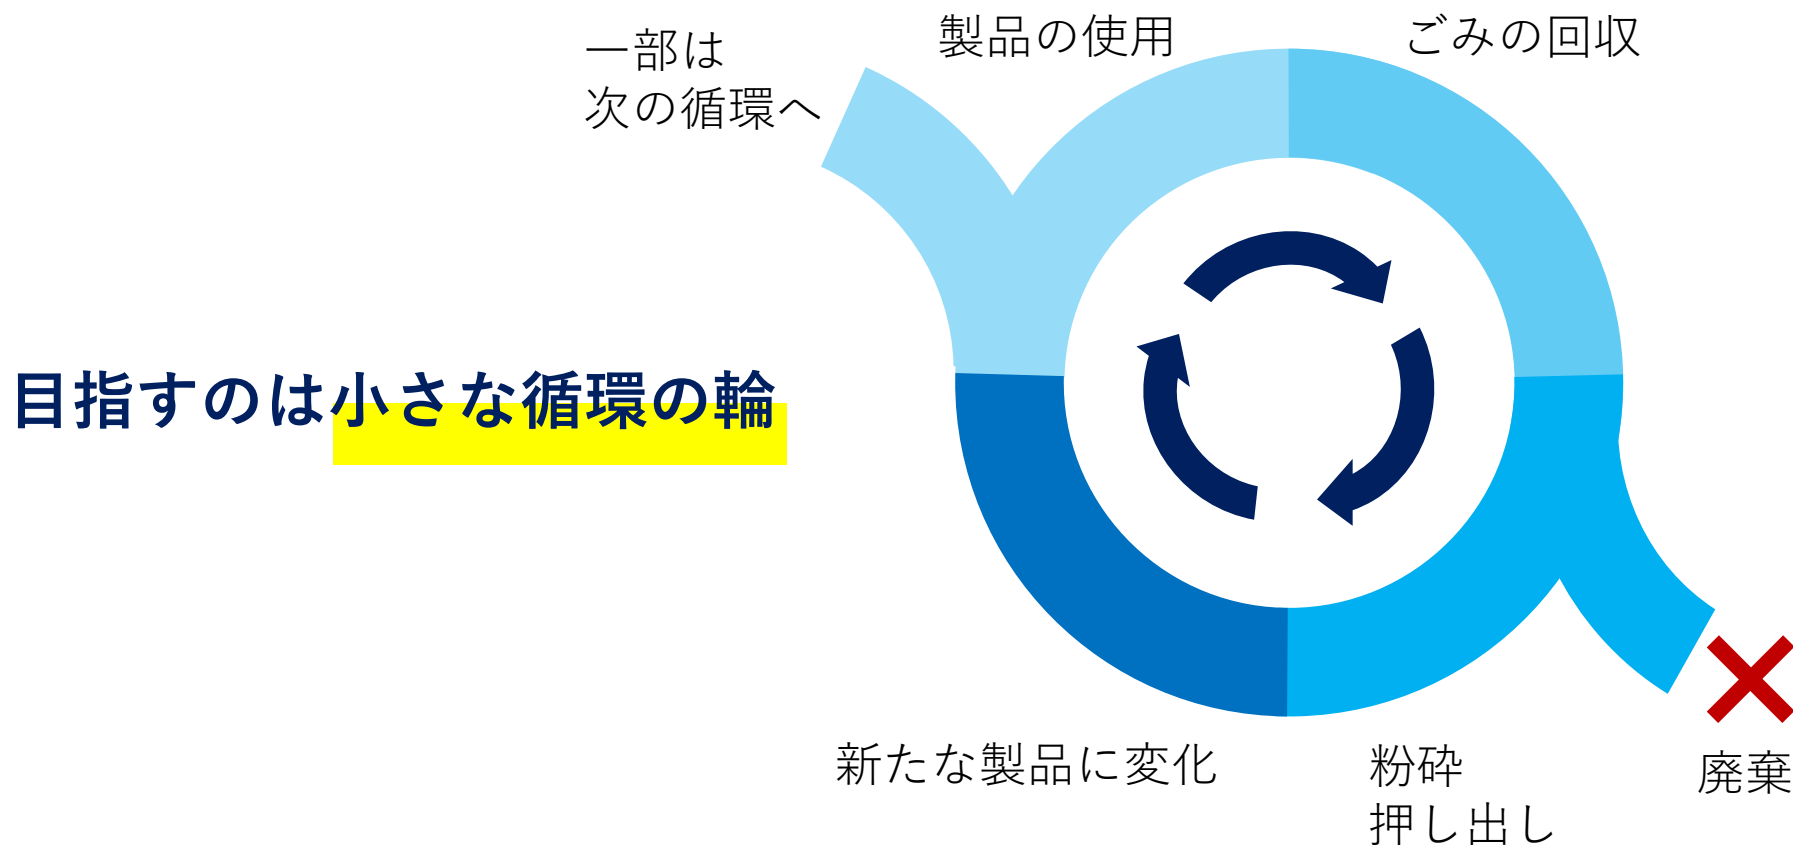 一部は
次の循環へ
製品の使用
ごみの回収
目指すのは小さな循環の輪
新たな製品に変化
粉砕
押し出し
廃棄